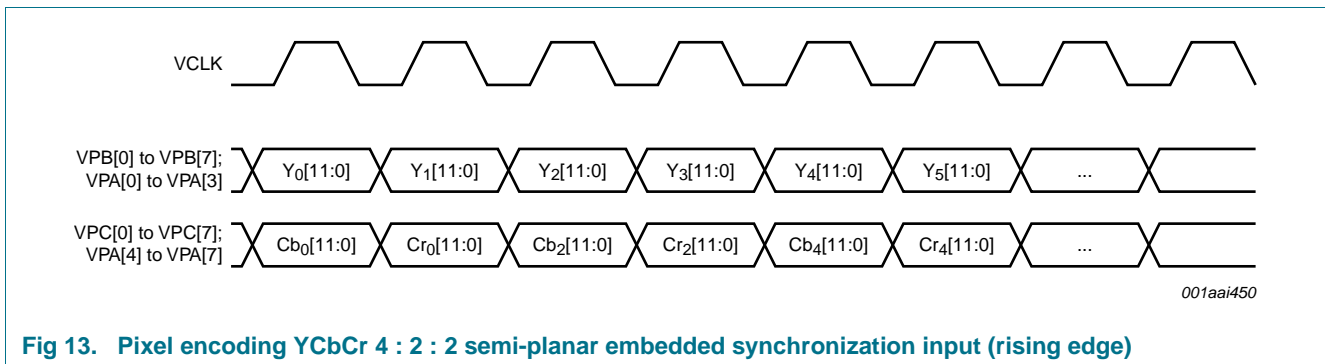 VCLK
VPB[0] to VPB[7];
VPA[0] to VPA[3]
Y0[11:0] Y1[11:0] Y2[11:0] Y3[11:0] Y4[11:0] Y5[11:0] ...
VPC[0] to VPC[7];
VPA[4] to VPA[7]
Cb0[11:0] Cr0[11:0] Cb2[11:0] Cr2[11:0] Cb4[11:0] Cr4[11:0] ...
001aai450
Fig 13. Pixel encoding YCbCr 4 : 2 : 2 semi-planar embedded synchronization input (rising edge)